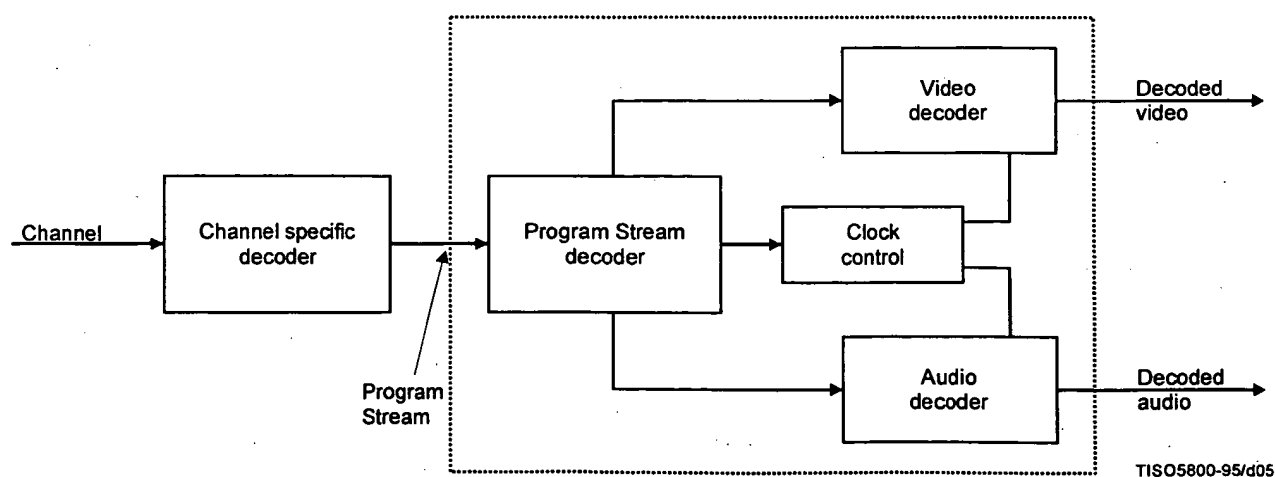 Video
decoder
Decoded
video
Channel
Channel specific
decoder
Program Stream
decoder
Clock
control
Program
Stream
Audio
decoder
Decoded
audio
TISO5800-95/d05